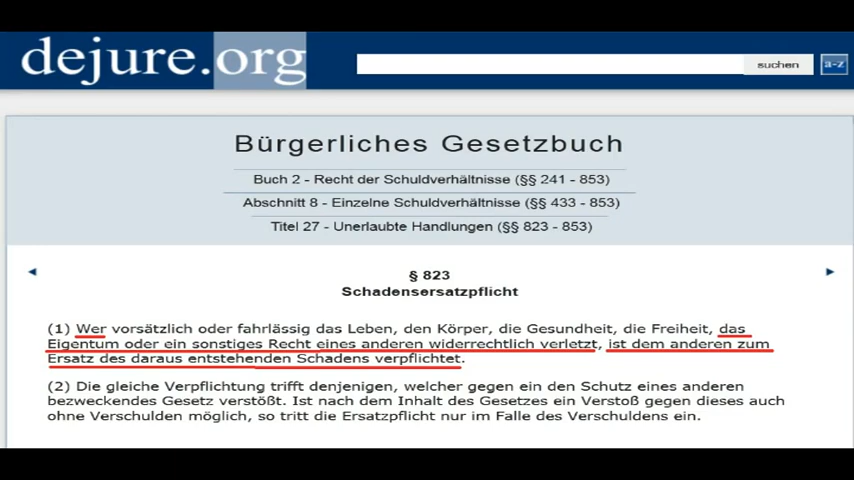 dejure.org
suchen
a-z
Bürgerliches Gesetzbuch
Buch 2 - Recht der Schuldverhältnisse (§§ 241 - 853)
Abschnitt 8 - Einzelne Schuldverhältnisse (§§ 433 - 853)
Titel 27 - Unerlaubte Handlungen (§§ 823 - 853)
§ 823
Schadensersatzpflicht
(1) Wer vorsätzlich oder fahrlässig das Leben, den Körper, die Gesundheit, die Freiheit, das
Eigentum oder ein sonstiges Recht eines anderen widerrechtlich verletzt, ist dem anderen zum
Ersatz des daraus entstehenden Schadens verpflichtet.
(2) Die gleiche Verpflichtung trifft denjenigen, welcher gegen ein den Schutz eines anderen
bezweckendes Gesetz verstößt. Ist nach dem Inhalt des Gesetzes ein Verstoß gegen dieses auch
ohne Verschulden möglich, so tritt die Ersatzpflicht nur im Falle des Verschuldens ein.